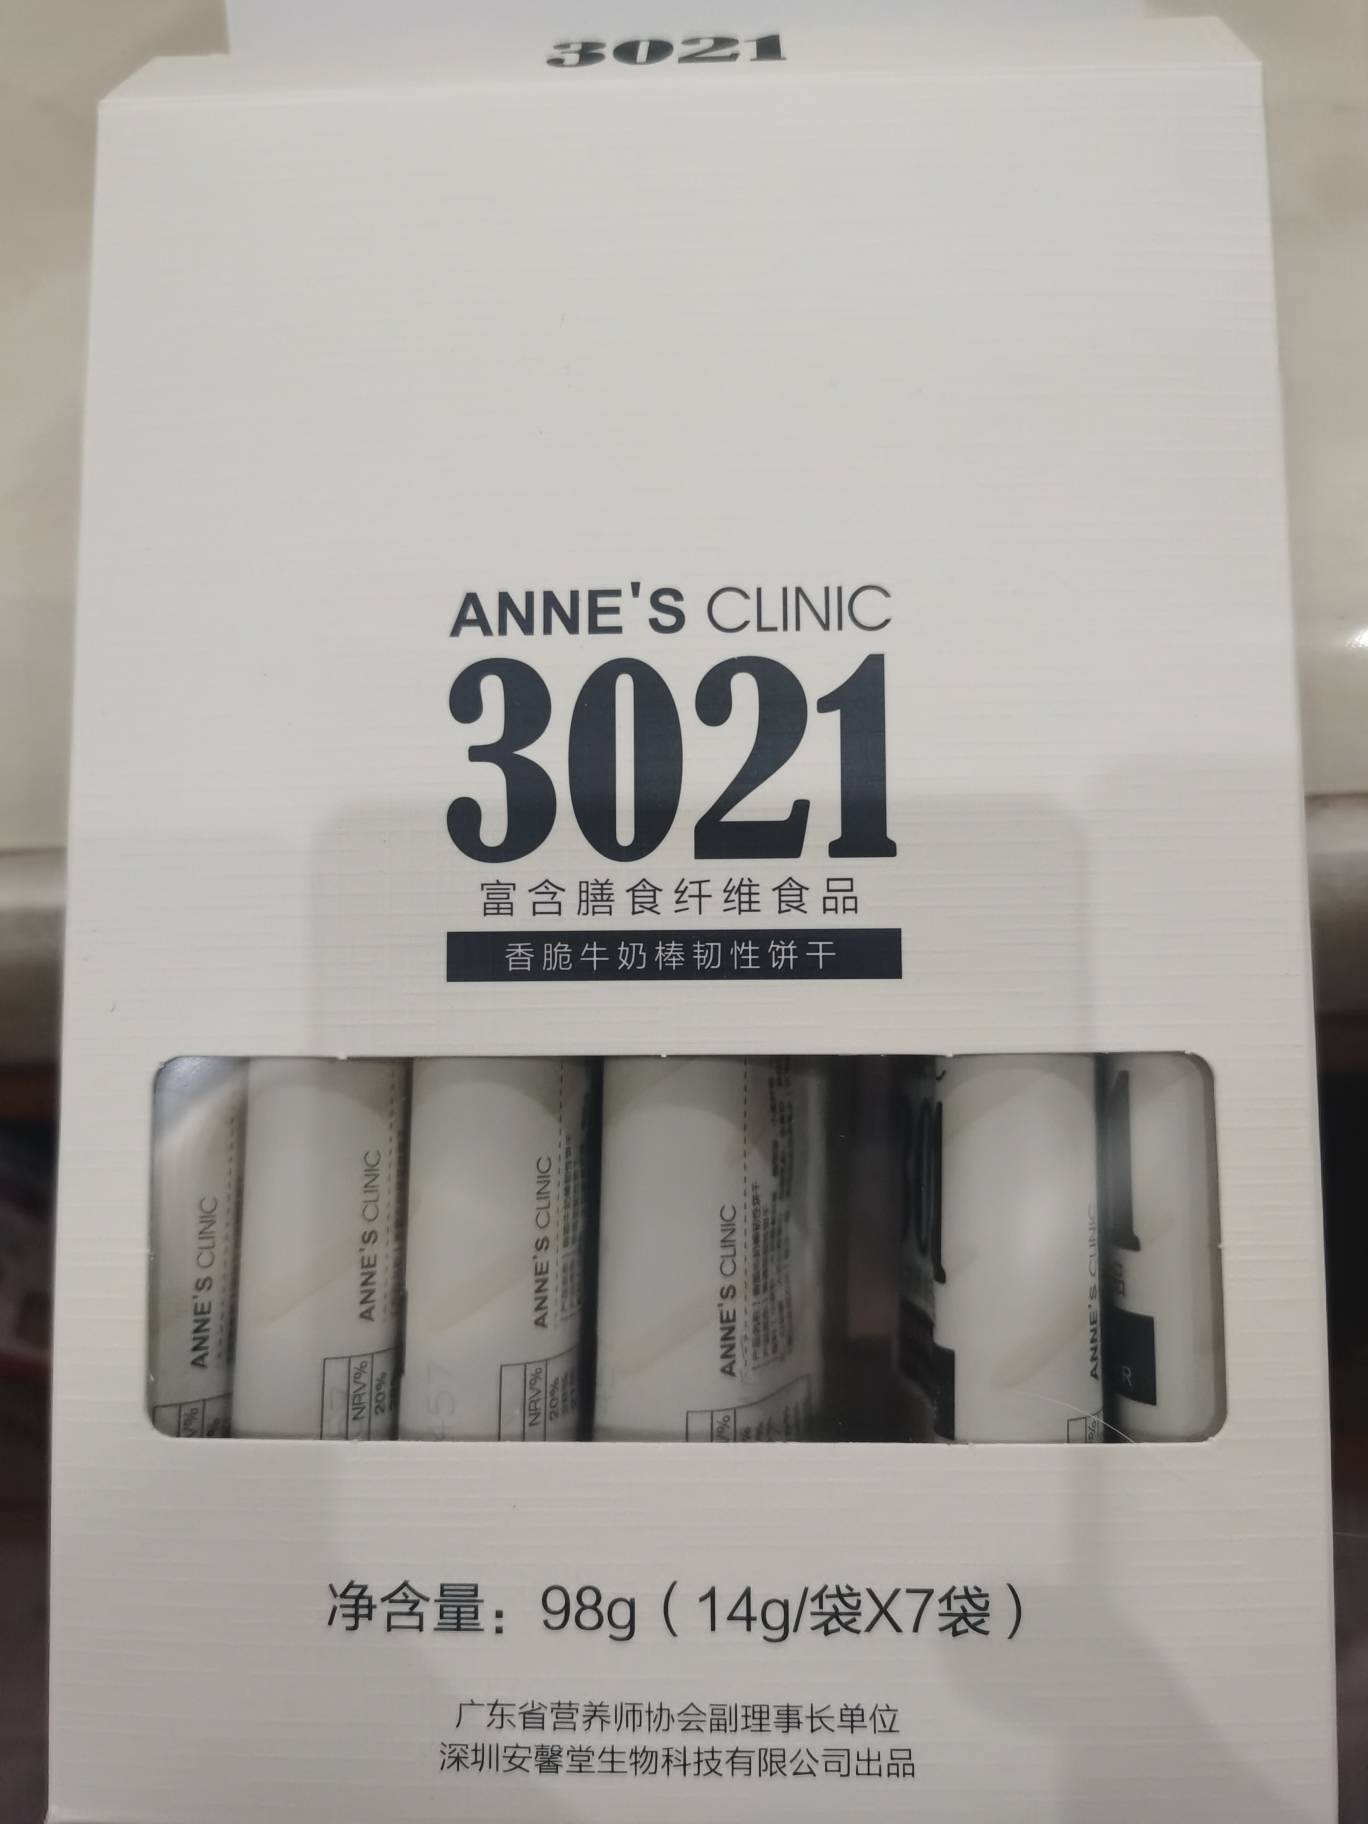 3021
ANNE'S CLINIC
3021
富含膳食纤维食品
香脆牛奶棒韧性饼干
ANNE'S CLINIC
ANNE'S CLINIC
NRV%
20%
ANNE'S CLINIC
NRV%
20%
ANNE'S CLINIC
ANNE'S CLINIC
净含量：98g（14g/袋X7袋）
广东省营养师协会副理事长单位
深圳安馨堂生物科技有限公司出品